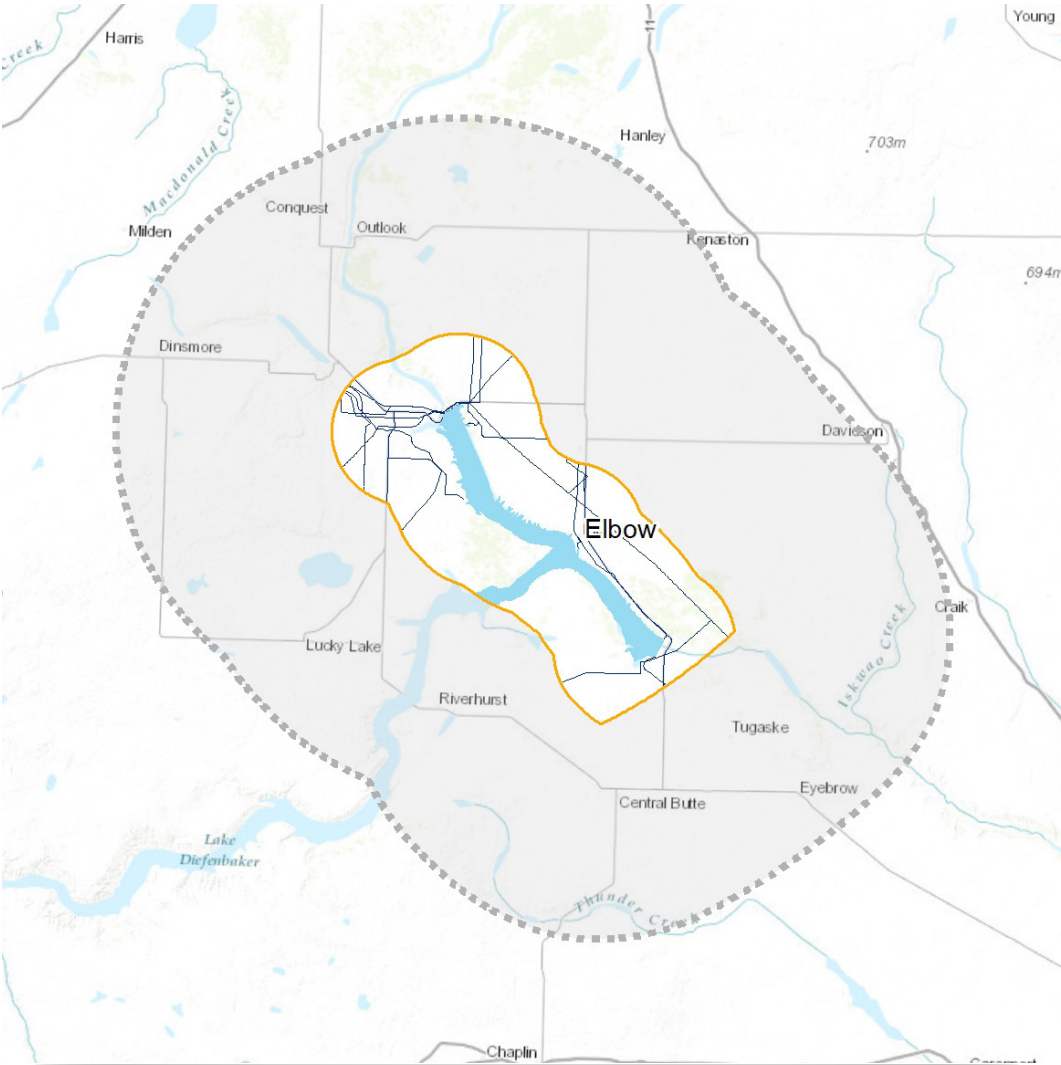 Young
Harris
Creek
11
Hanley
703m
Macdonald Creek
Conquest
Outlook
Milden
Kenaston
694m
Dinsmore
Davidson
Elbow
Craik
Iskwao Creek
Lucky Lake
Riverhurst
Tugaske
Eyebrow
Central Butte
Lake
Diefenbaker
Thunder Creek
Chaplin